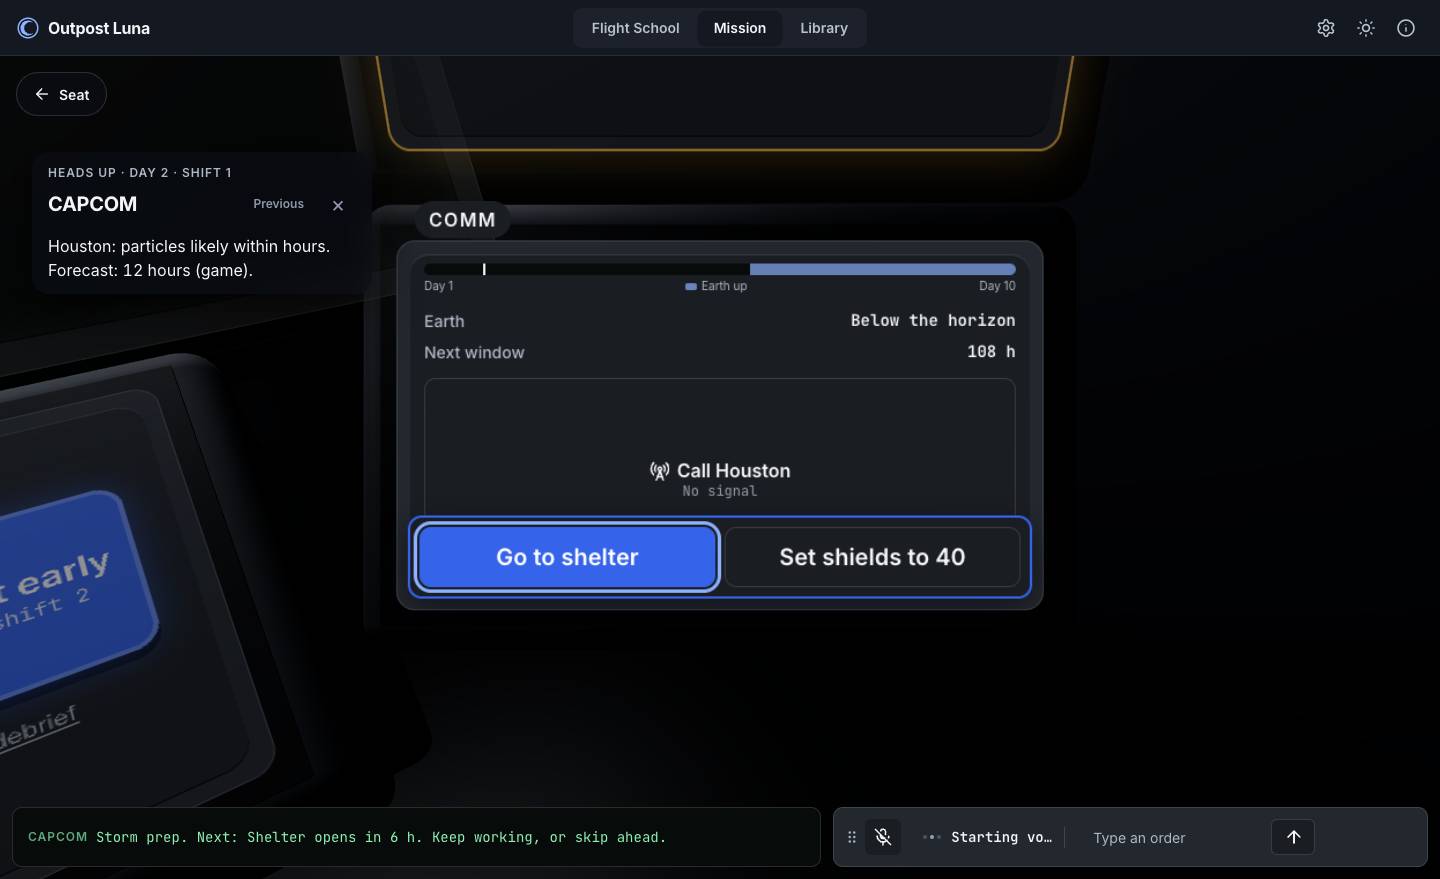 Outpost Luna
Flight School
Mission
Library
Seat
HEADS UP · DAY 2 · SHIFT 1
CAPCOM
Previous
Houston: particles likely within hours.
Forecast: 12 hours (game).
COMM
Day 1
Earth up
Day 10
Earth
Below the horizon
Next window
108 h
Call Houston
No signal
Go to shelter
Set shields to 40
early
shift 2
debrief
CAPCOM Storm prep. Next: Shelter opens in 6 h. Keep working, or skip ahead.
Starting vo…
Type an order